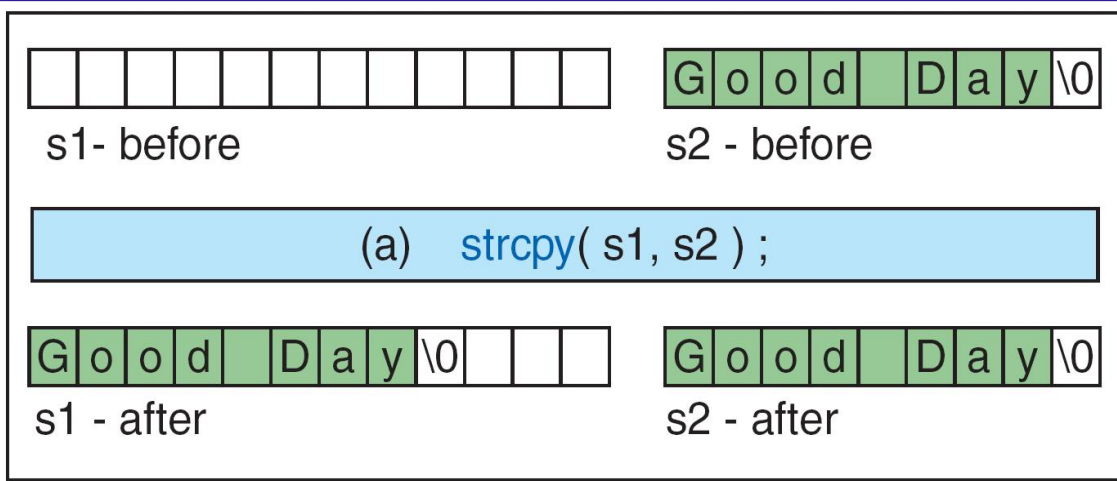 G o o d   D a y \0
s1- before
s2 - before
(a) strcpy( s1, s2 ) ;
G o o d   D a y \0
G o o d   D a y \0
s1 - after
s2 - after